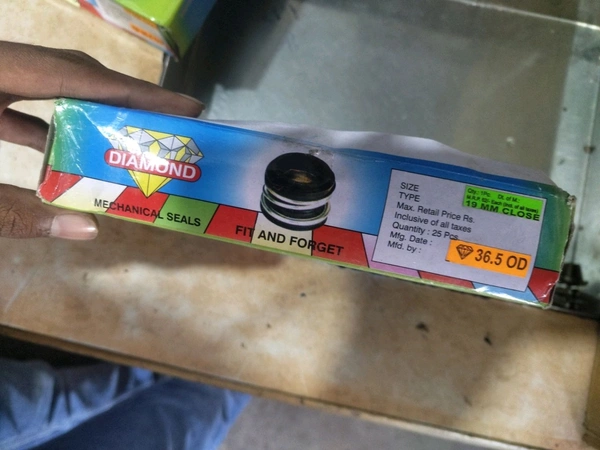 DIAMOND
MECHANICAL SEALS
FIT AND FORGET
SIZE
TYPE
Max. Retail Price Rs.
Inclusive of all taxes
Quantity : 25 Pcs
Mfg. Date :
Mfd. by :
19 MM CLOSE
36.5 OD